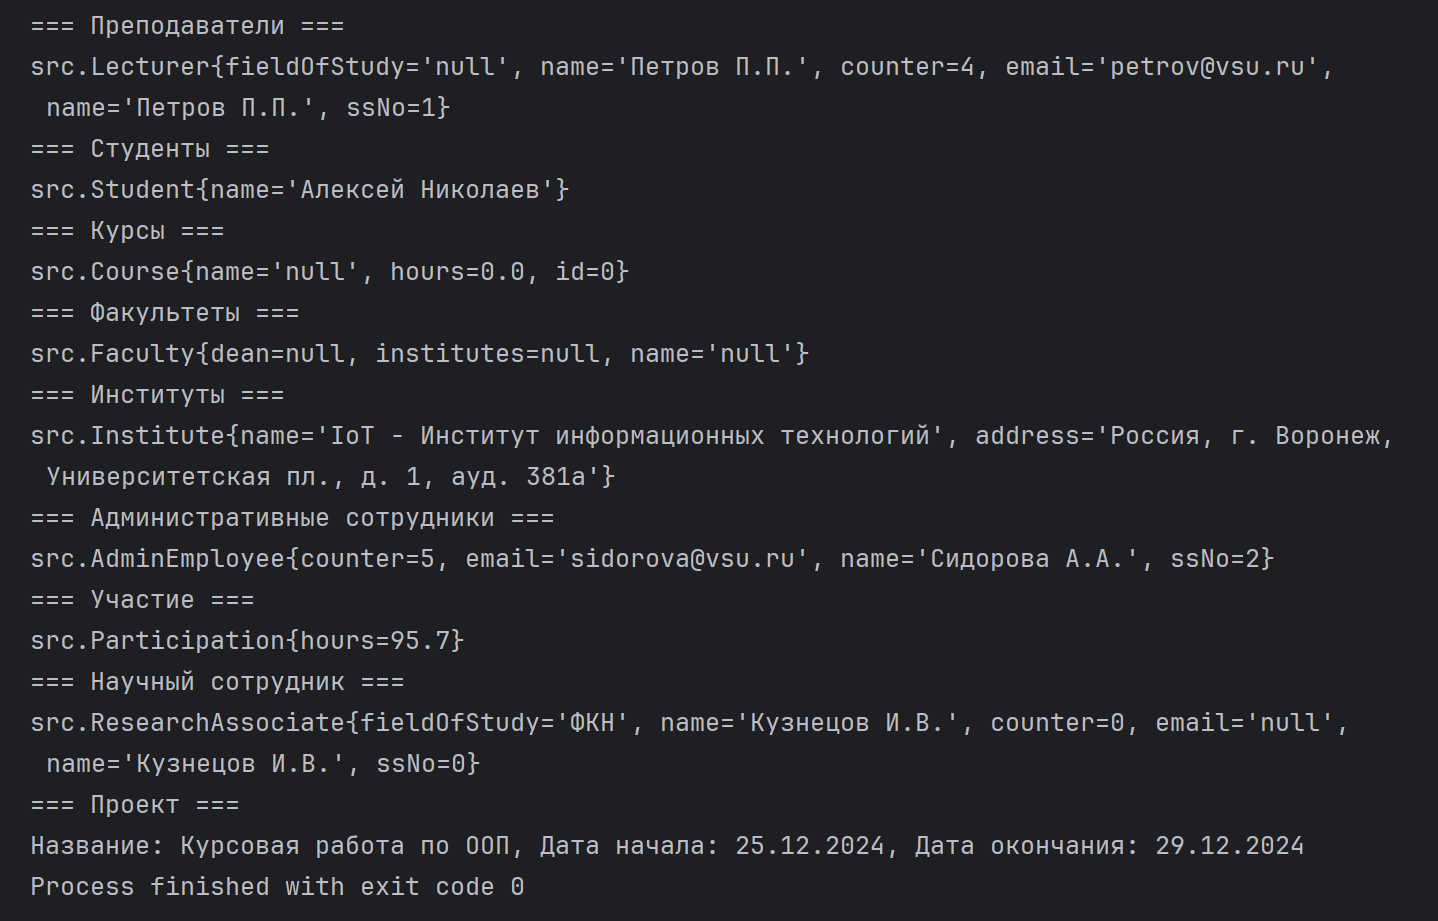 === Преподаватели ===
src.Lecturer{fieldOfStudy='null', name='Петров П.П.', counter=4, email='petrov@vsu.ru',
name='Петров П.П.', ssNo=1}
=== Студенты ===
src.Student{name='Алексей Николаев'}
=== Курсы ===
src.Course{name='null', hours=0.0, id=0}
=== Факультеты ===
src.Faculty{dean=null, institutes=null, name='null'}
=== Институты ===
src.Institute{name='IoT - Институт информационных технологий', address='Россия, г. Воронеж,
Университетская пл., д. 1, ауд. 381а'}
=== Административные сотрудники ===
src.AdminEmployee{counter=5, email='sidorova@vsu.ru', name='Сидорова А.А.', ssNo=2}
=== Участие ===
src.Participation{hours=95.7}
=== Научный сотрудник ===
src.ResearchAssociate{fieldOfStudy='ФКН', name='Кузнецов И.В.', counter=0, email='null',
name='Кузнецов И.В.', ssNo=0}
=== Проект ===
Название: Курсовая работа по ООП, Дата начала: 25.12.2024, Дата окончания: 29.12.2024
Process finished with exit code 0